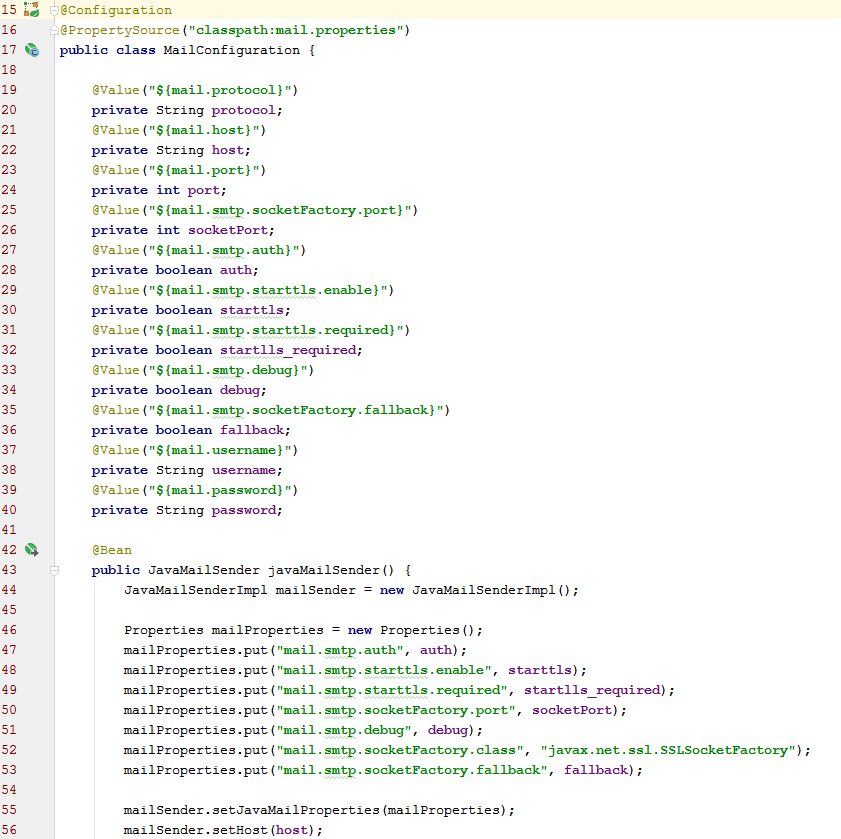 15 @Configuration
16 @PropertySource("classpath:mail.properties")
17 public class MailConfiguration {
18
19     @Value("${mail.protocol}")
20     private String protocol;
21     @Value("${mail.host}")
22     private String host;
23     @Value("${mail.port}")
24     private int port;
25     @Value("${mail.smtp.socketFactory.port}")
26     private int socketPort;
27     @Value("${mail.smtp.auth}")
28     private boolean auth;
29     @Value("${mail.smtp.starttls.enable}")
30     private boolean starttls;
31     @Value("${mail.smtp.starttls.required}")
32     private boolean startlls_required;
33     @Value("${mail.smtp.debug}")
34     private boolean debug;
35     @Value("${mail.smtp.socketFactory.fallback}")
36     private boolean fallback;
37     @Value("${mail.username}")
38     private String username;
39     @Value("${mail.password}")
40     private String password;
41
42     @Bean
43     public JavaMailSender javaMailSender() {
44         JavaMailSenderImpl mailSender = new JavaMailSenderImpl();
45
46         Properties mailProperties = new Properties();
47         mailProperties.put("mail.smtp.auth", auth);
48         mailProperties.put("mail.smtp.starttls.enable", starttls);
49         mailProperties.put("mail.smtp.starttls.required", startlls_required);
50         mailProperties.put("mail.smtp.socketFactory.port", socketPort);
51         mailProperties.put("mail.smtp.debug", debug);
52         mailProperties.put("mail.smtp.socketFactory.class", "javax.net.ssl.SSLSocketFactory");
53         mailProperties.put("mail.smtp.socketFactory.fallback", fallback);
54
55         mailSender.setJavaMailProperties(mailProperties);
56         mailSender.setHost(host);